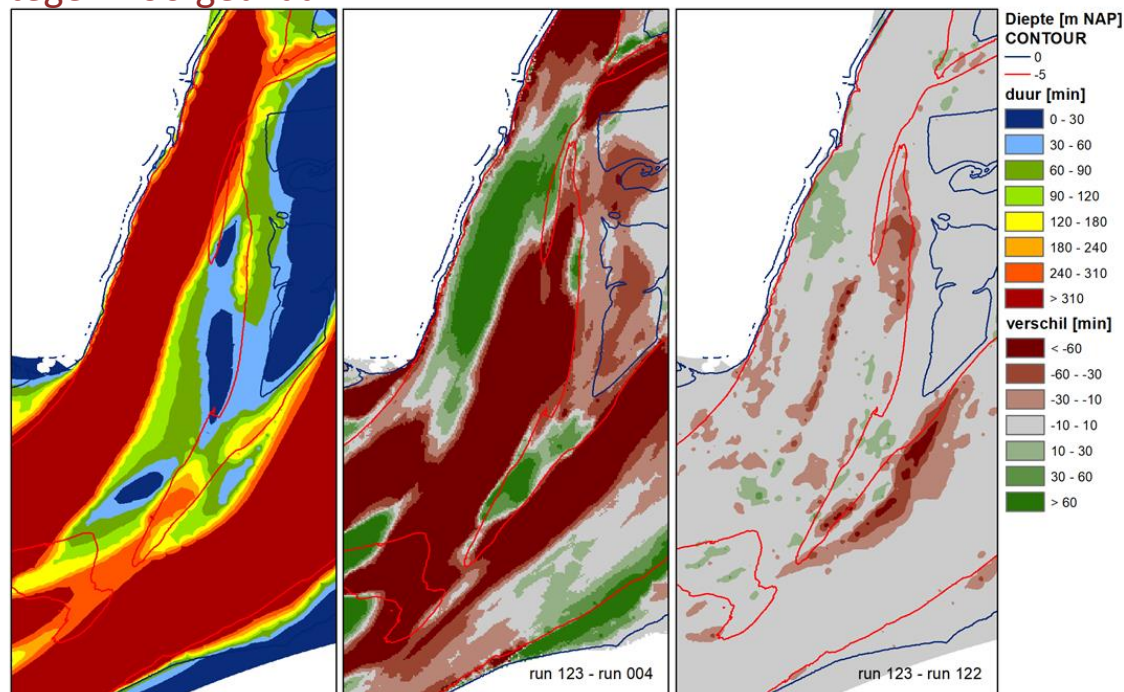 Diepte [m NAP]
CONTOUR
0
-5
duur [min]
0 - 30
30 - 60
60 - 90
90 - 120
120 - 180
180 - 240
240 - 310
> 310
verschil [min]
< -60
-60 - -30
-30 - -10
-10 - 10
10 - 30
30 - 60
> 60
run 123 - run 004
run 123 - run 122